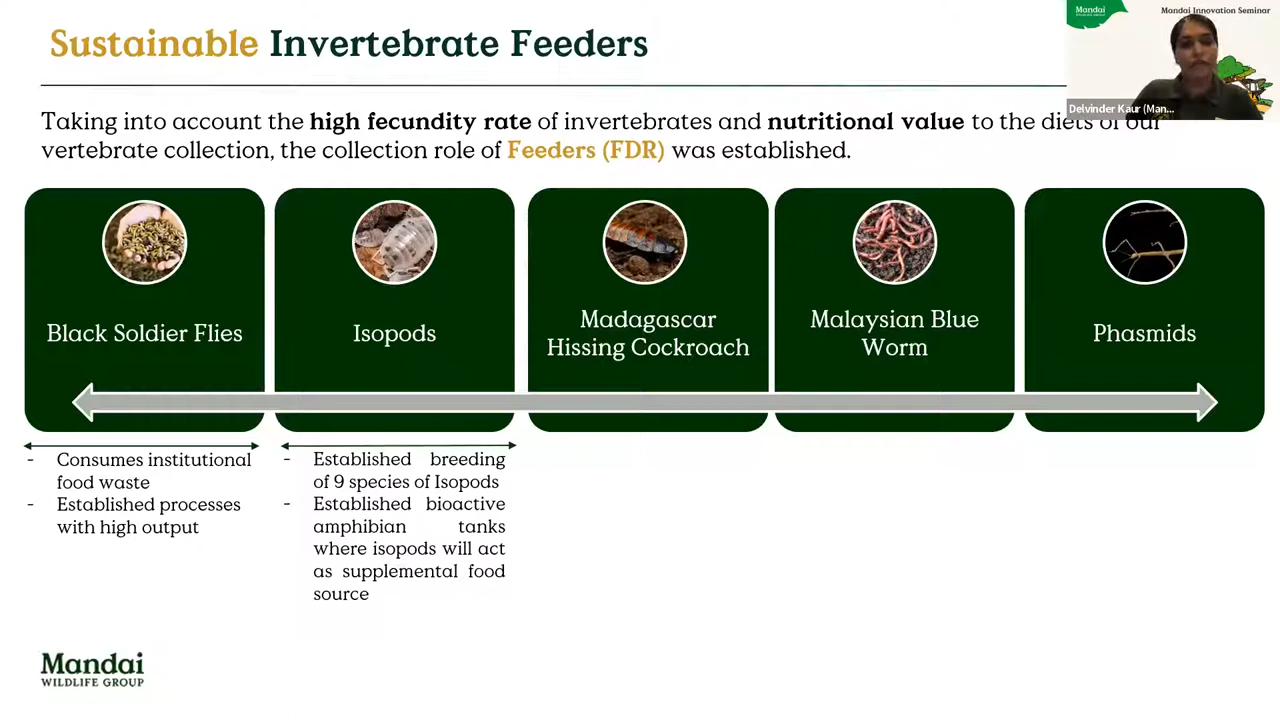 Sustainable Invertebrate Feeders
Mandai
Mandai Innovation Seminar
Delvinder Kaur (Man...
Taking into account the high fecundity rate of invertebrates and nutritional value to the diets of our
vertebrate collection, the collection role of Feeders (FDR) was established.
Black Soldier Flies
Isopods
Madagascar
Hissing Cockroach
Malaysian Blue
Worm
Phasmids
- Consumes institutional
food waste
- Established processes
with high output
- Established breeding
of 9 species of Isopods
- Established bioactive
amphibian tanks
where isopods will act
as supplemental food
source
Mandai
WILDLIFE GROUP